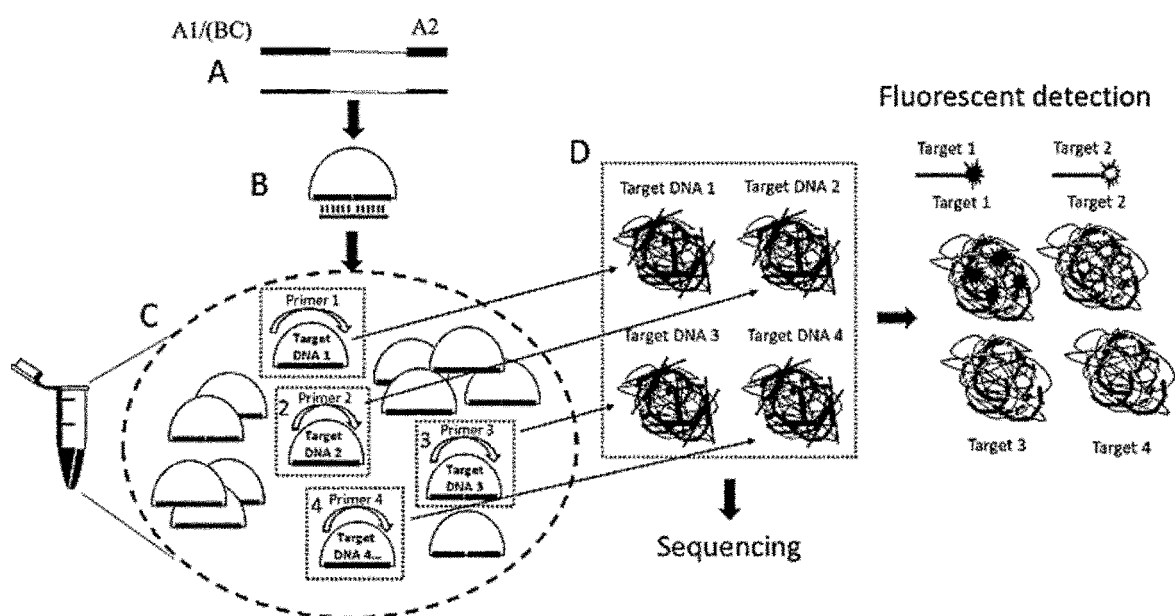 A1/(BC)
A2
A
B
C
Primer 1
Target
DNA 1
2
Primer 2
Target
DNA 2
3
Primer 3
Target
DNA 3
4
Primer 4
Target
DNA 4...
D
Target DNA 1
Target DNA 2
Target DNA 3
Target DNA 4
Sequencing
Fluorescent detection
Target 1
Target 2
Target 1
Target 2
Target 3
Target 4